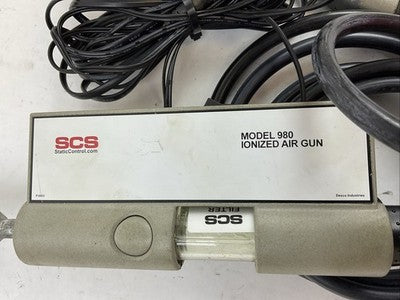 SCS
StaticControl.com
MODEL 980
IONIZED AIR GUN
Desco Industries
SCS
FILTER